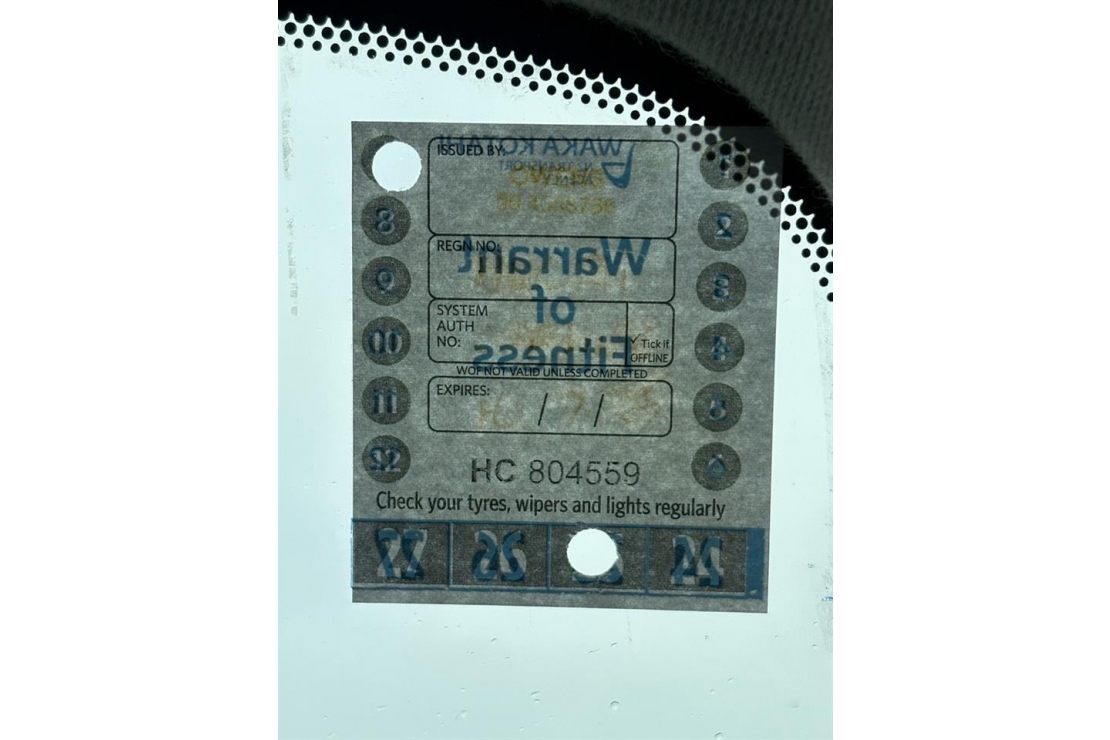 WAKA KOTAHI
NZ TRANSPORT
AGENCY
ISSUED BY:
Warrant
of
Fitness
REGN NO:
SYSTEM
AUTH
NO:
✓ Tick if
OFFLINE
WOF NOT VALID UNLESS COMPLETED
EXPIRES:
/ /
1
8
2
9
3
10
4
11
5
12
6
HC 804559
Check your tyres, wipers and lights regularly
27 26 24